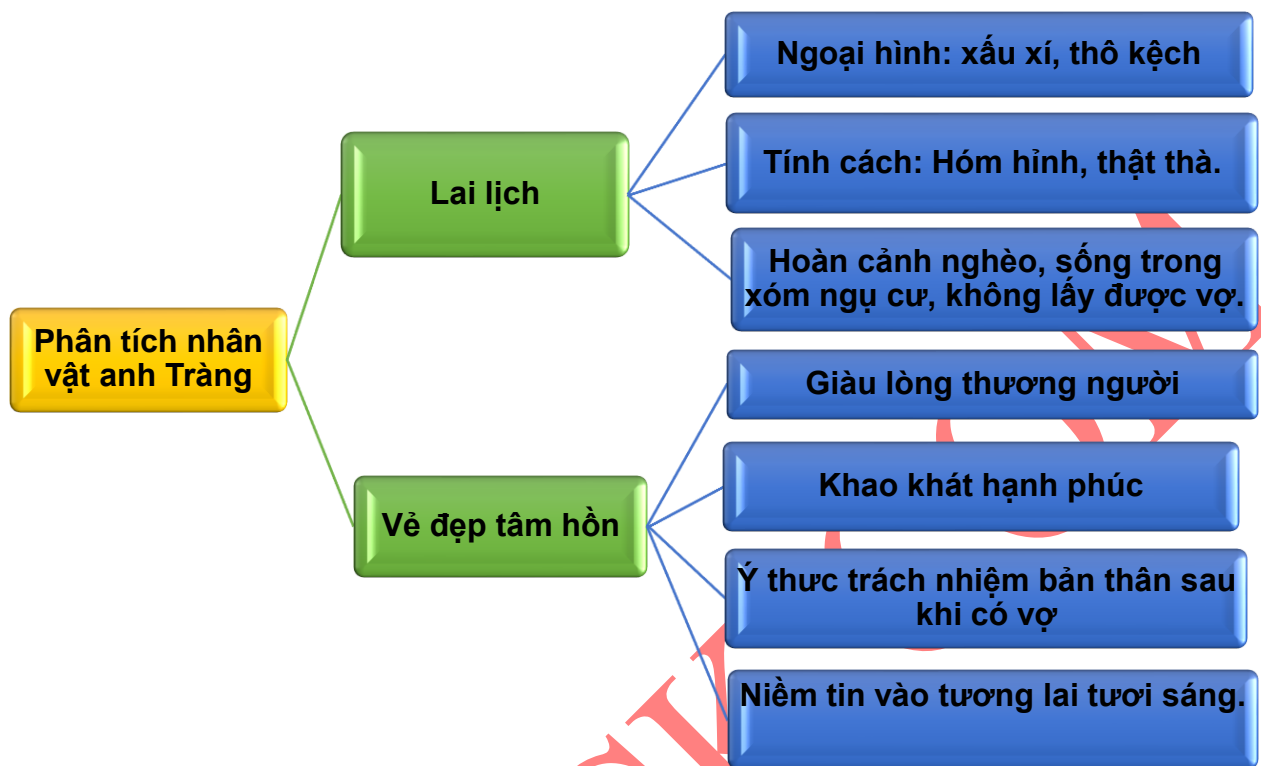 Phân tích nhân
vật anh Tràng
Lai lịch
Ngoại hình: xấu xí, thô kệch
Tính cách: Hóm hỉnh, thật thà.
Hoàn cảnh nghèo, sống trong
xóm ngụ cư, không lấy được vợ.
Vẻ đẹp tâm hồn
Giàu lòng thương người
Khao khát hạnh phúc
Ý thưc trách nhiệm bản thân sau
khi có vợ
Niềm tin vào tương lai tươi sáng.